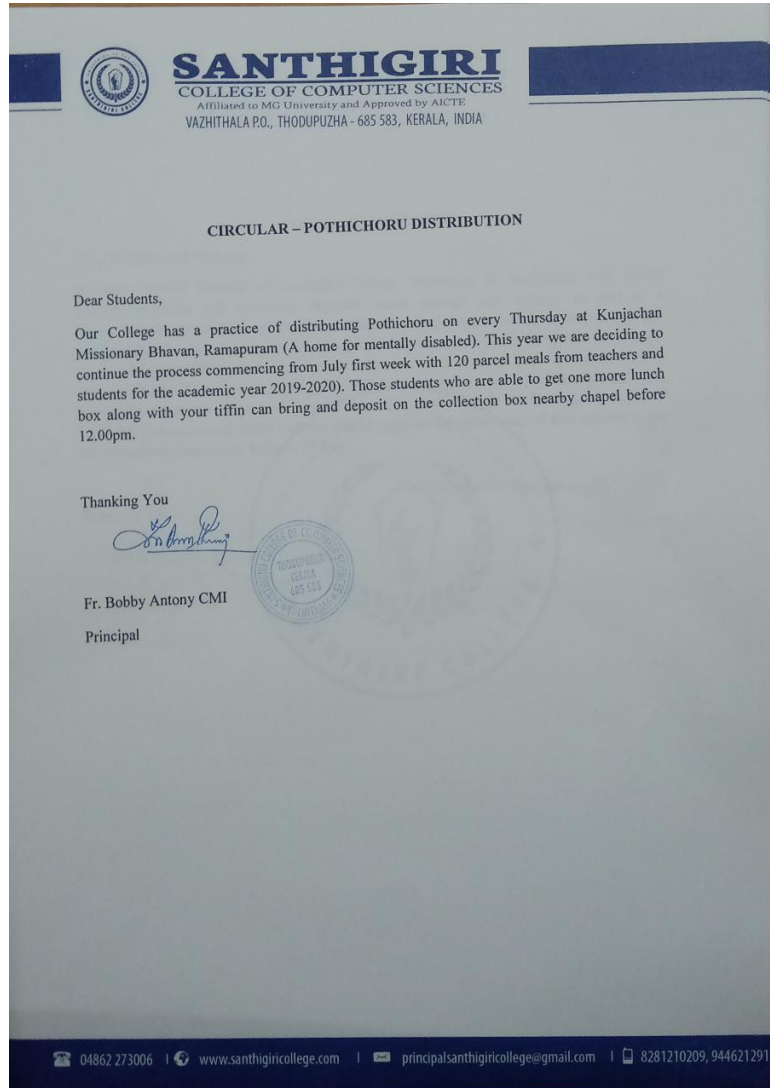 SANTHIGIRI
COLLEGE OF COMPUTER SCIENCES
Affiliated to MG University and Approved by AICTE
VAZHITHALA P.O., THODUPUZHA - 685 583, KERALA, INDIA
CIRCULAR – POTHICHORU DISTRIBUTION
Dear Students,
Our College has a practice of distributing Pothichoru on every Thursday at Kunjachan
Missionary Bhavan, Ramapuram (A home for mentally disabled). This year we are deciding to
continue the process commencing from July first week with 120 parcel meals from teachers and
students for the academic year 2019-2020). Those students who are able to get one more lunch
box along with your tiffin can bring and deposit on the collection box nearby chapel before
12.00pm.
Thanking You
THODUPUZHA
KERALA
685 583
Fr. Bobby Antony CMI
Principal
04862 273006 | www.santhigiricollege.com | principalsanthigiricollege@gmail.com | 8281210209, 944621291